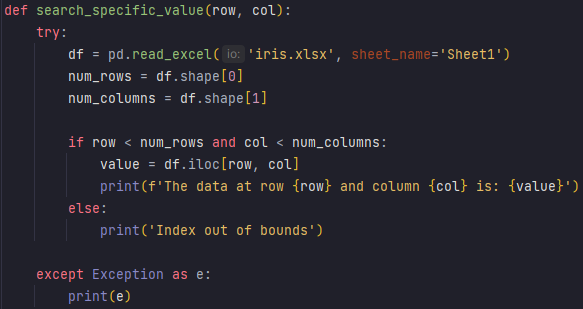 def search_specific_value(row, col):
    try:
        df = pd.read_excel( io: 'iris.xlsx', sheet_name='Sheet1')
        num_rows = df.shape[0]
        num_columns = df.shape[1]

        if row < num_rows and col < num_columns:
            value = df.iloc[row, col]
            print(f'The data at row {row} and column {col} is: {value}')
        else:
            print('Index out of bounds')

    except Exception as e:
        print(e)